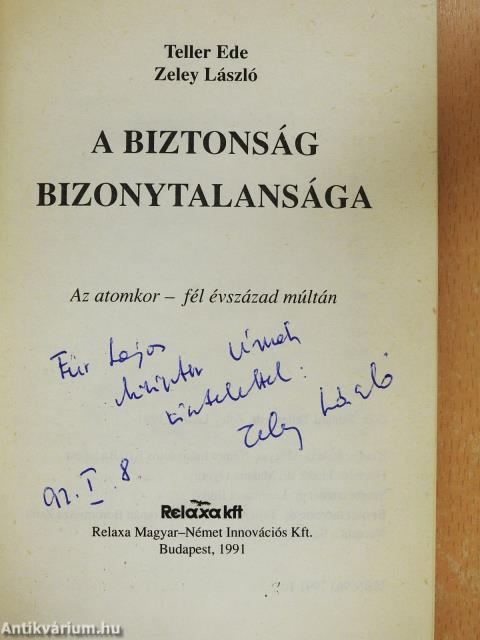 Teller Ede
Zeley László
A BIZTONSÁG
BIZONYTALANSÁGA
Az atomkor – fél évszázad múltán
Für Lajos
Miniszter Úrnak
tisztelettel:
Zeley László
92. I. 8.
Relaxa kft
Relaxa Magyar–Német Innovációs Kft.
Budapest, 1991
Antikvárium.hu